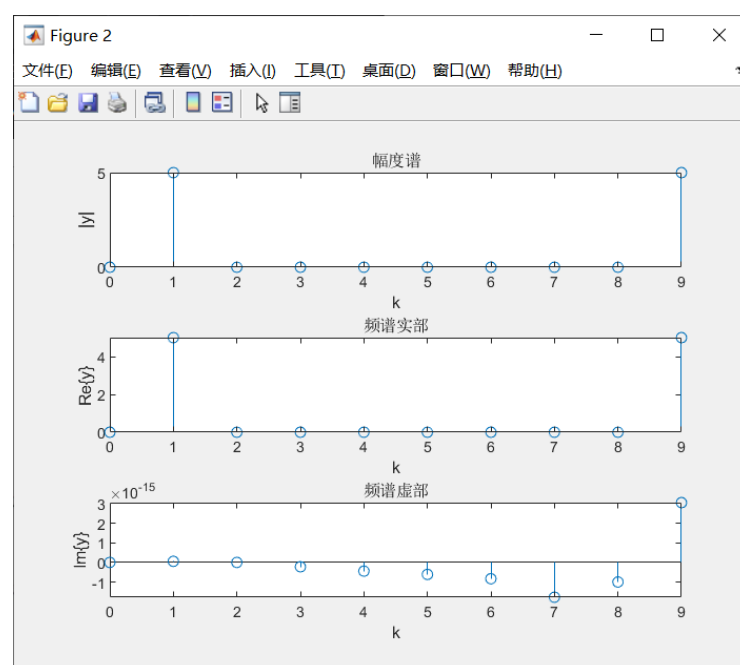 Figure 2
文件(F) 编辑(E) 查看(V) 插入(I) 工具(T) 桌面(D) 窗口(W) 帮助(H)
幅度谱
5
0
|y|
0 1 2 3 4 5 6 7 8 9
k
频谱实部
4
2
0
Re{y}
0 1 2 3 4 5 6 7 8 9
k
×10⁻¹⁵
频谱虚部
3
2
1
0
-1
Im{y}
0 1 2 3 4 5 6 7 8 9
k